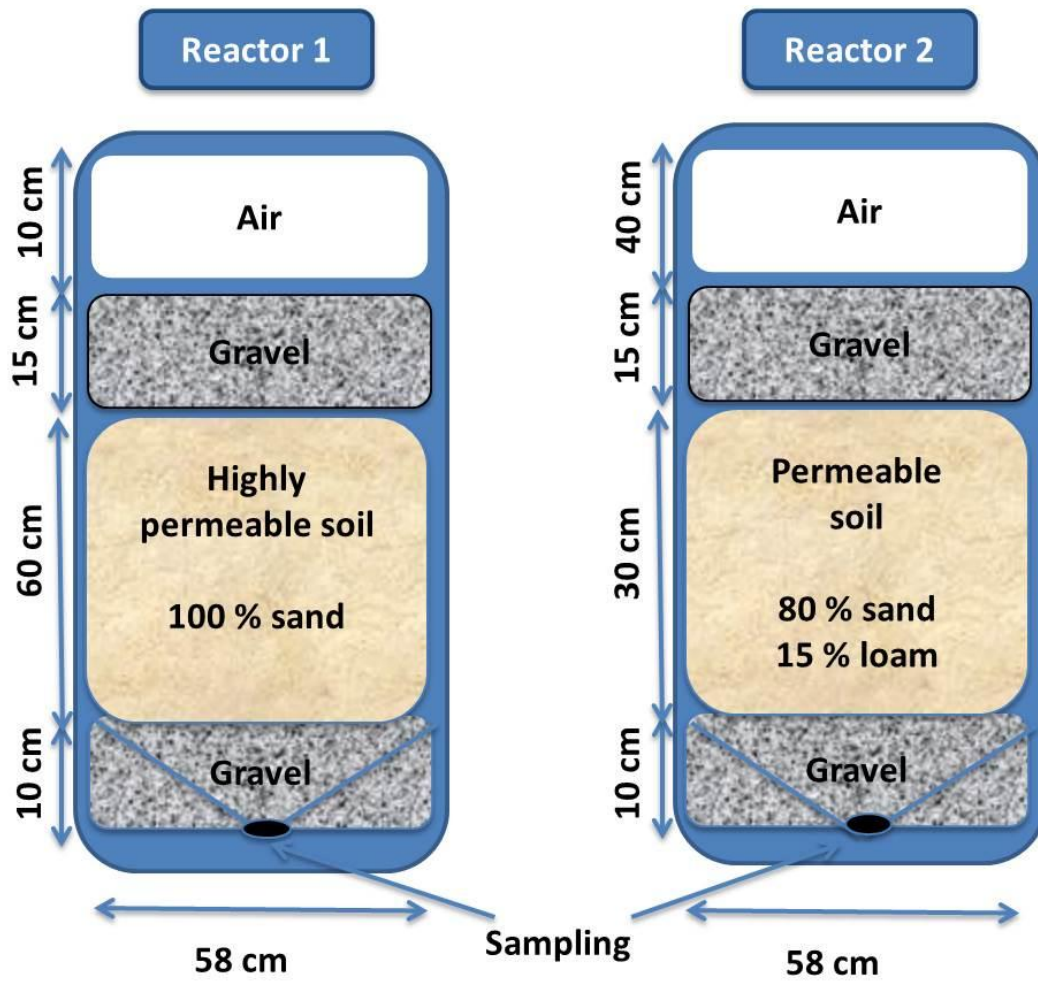 Reactor 1
10 cm
Air
15 cm
Gravel
60 cm
Highly
permeable soil
100 % sand
10 cm
Gravel
58 cm
Reactor 2
40 cm
Air
15 cm
Gravel
30 cm
Permeable
soil
80 % sand
15 % loam
10 cm
Gravel
58 cm
Sampling